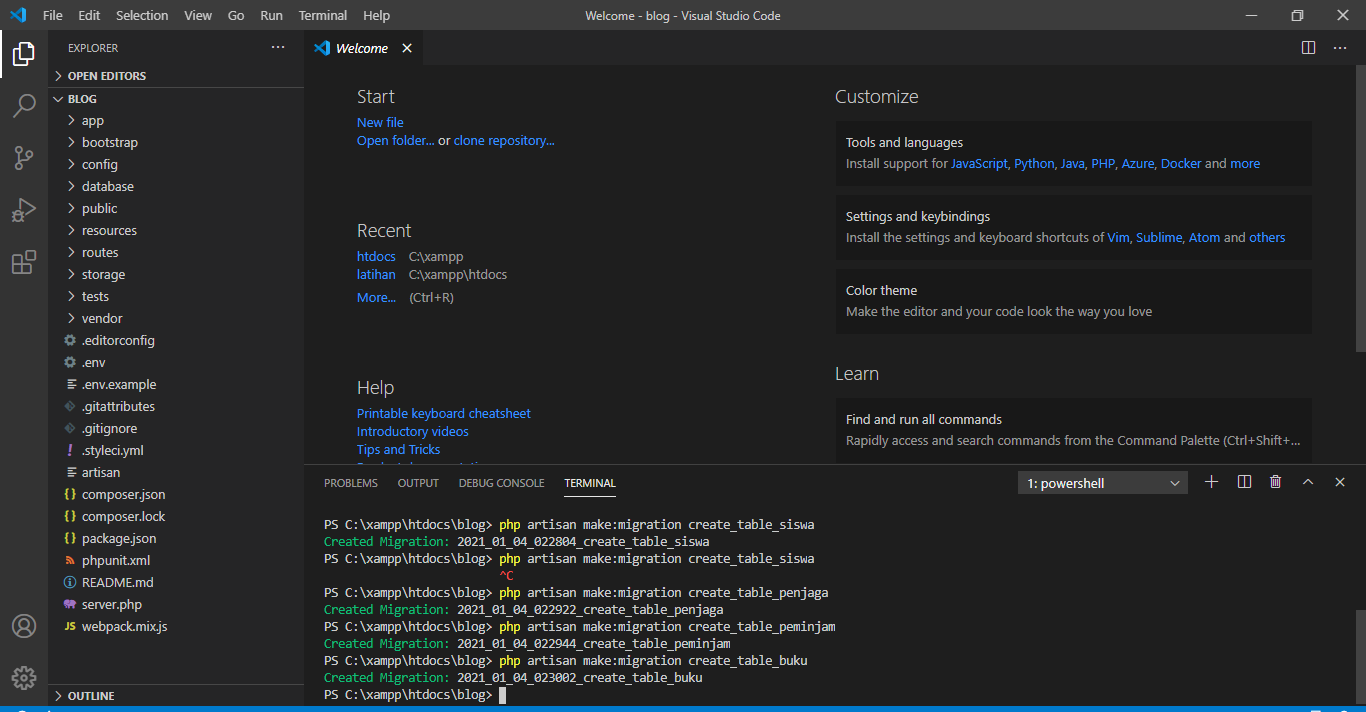 File Edit Selection View Go Run Terminal Help
Welcome - blog - Visual Studio Code
EXPLORER
OPEN EDITORS
BLOG
app
bootstrap
config
database
public
resources
routes
storage
tests
vendor
.editorconfig
.env
.env.example
.gitattributes
.gitignore
! .styleci.yml
artisan
{} composer.json
{} composer.lock
{} package.json
phpunit.xml
README.md
server.php
JS webpack.mix.js
OUTLINE
Welcome
Start
New file
Open folder... or clone repository...
Recent
htdocs C:\xampp
latihan C:\xampp\htdocs
More... (Ctrl+R)
Help
Printable keyboard cheatsheet
Introductory videos
Tips and Tricks
Customize
Tools and languages
Install support for JavaScript, Python, Java, PHP, Azure, Docker and more
Settings and keybindings
Install the settings and keyboard shortcuts of Vim, Sublime, Atom and others
Color theme
Make the editor and your code look the way you love
Learn
Find and run all commands
Rapidly access and search commands from the Command Palette (Ctrl+Shift+...
PROBLEMS OUTPUT DEBUG CONSOLE TERMINAL
1: powershell
PS C:\xampp\htdocs\blog> php artisan make:migration create_table_siswa
Created Migration: 2021_01_04_022804_create_table_siswa
PS C:\xampp\htdocs\blog> php artisan make:migration create_table_siswa
^C
PS C:\xampp\htdocs\blog> php artisan make:migration create_table_penjaga
Created Migration: 2021_01_04_022922_create_table_penjaga
PS C:\xampp\htdocs\blog> php artisan make:migration create_table_peminjam
Created Migration: 2021_01_04_022944_create_table_peminjam
PS C:\xampp\htdocs\blog> php artisan make:migration create_table_buku
Created Migration: 2021_01_04_023002_create_table_buku
PS C:\xampp\htdocs\blog>